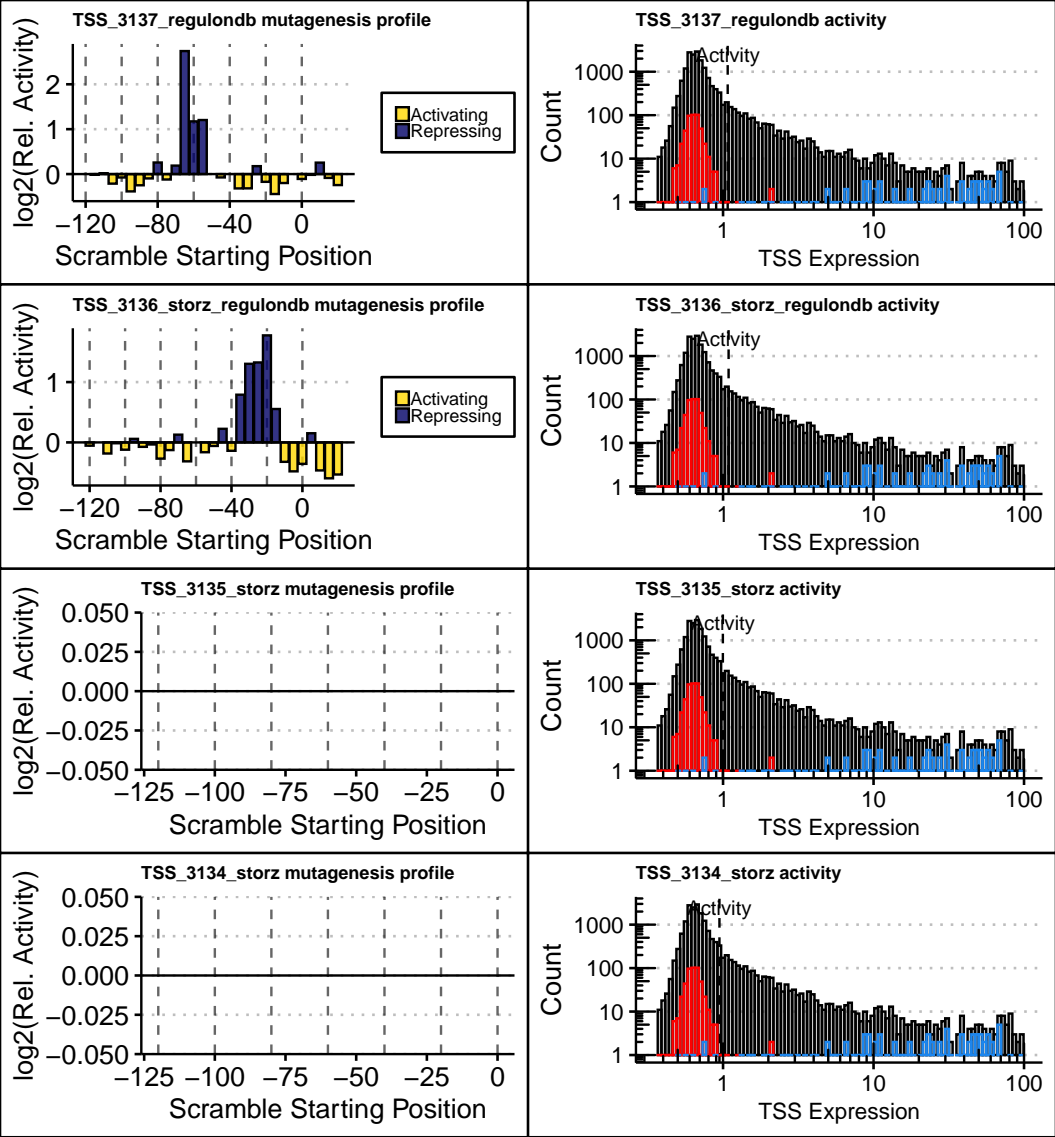 TSS_3137_regulondb mutagenesis profile
log2(Rel. Activity)
2
1
0
−120
−80
−40
0
Scramble Starting Position
Activating
Repressing
TSS_3137_regulondb activity
Activity
Count
1000
100
10
1
1
10
100
TSS Expression
TSS_3136_storz_regulondb mutagenesis profile
log2(Rel. Activity)
1
0
−120
−80
−40
0
Scramble Starting Position
Activating
Repressing
TSS_3136_storz_regulondb activity
Activity
Count
1000
100
10
1
1
10
100
TSS Expression
TSS_3135_storz mutagenesis profile
log2(Rel. Activity)
0.050
0.025
0.000
−0.025
−0.050
−125
−100
−75
−50
−25
0
Scramble Starting Position
TSS_3135_storz activity
Activity
Count
1000
100
10
1
1
10
100
TSS Expression
TSS_3134_storz mutagenesis profile
log2(Rel. Activity)
0.050
0.025
0.000
−0.025
−0.050
−125
−100
−75
−50
−25
0
Scramble Starting Position
TSS_3134_storz activity
Activity
Count
1000
100
10
1
1
10
100
TSS Expression